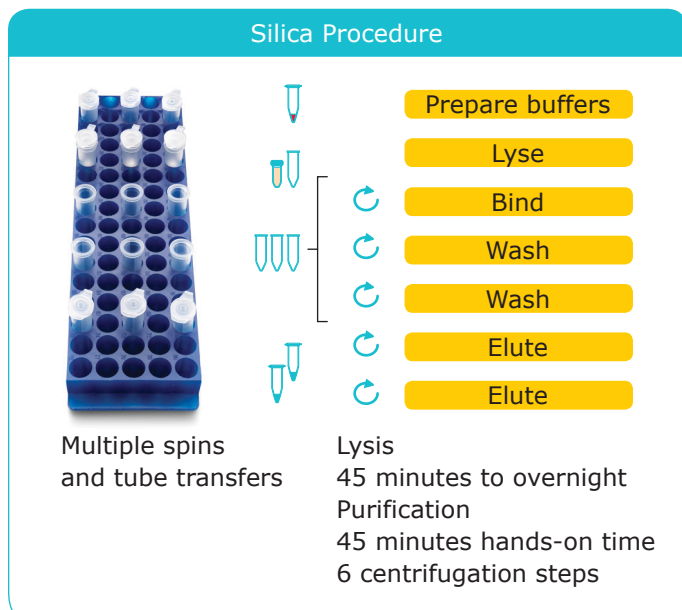 Silica Procedure
Prepare buffers
Lyse
Bind
Wash
Wash
Elute
Elute
Multiple spins
and tube transfers
Lysis
45 minutes to overnight
Purification
45 minutes hands-on time
6 centrifugation steps